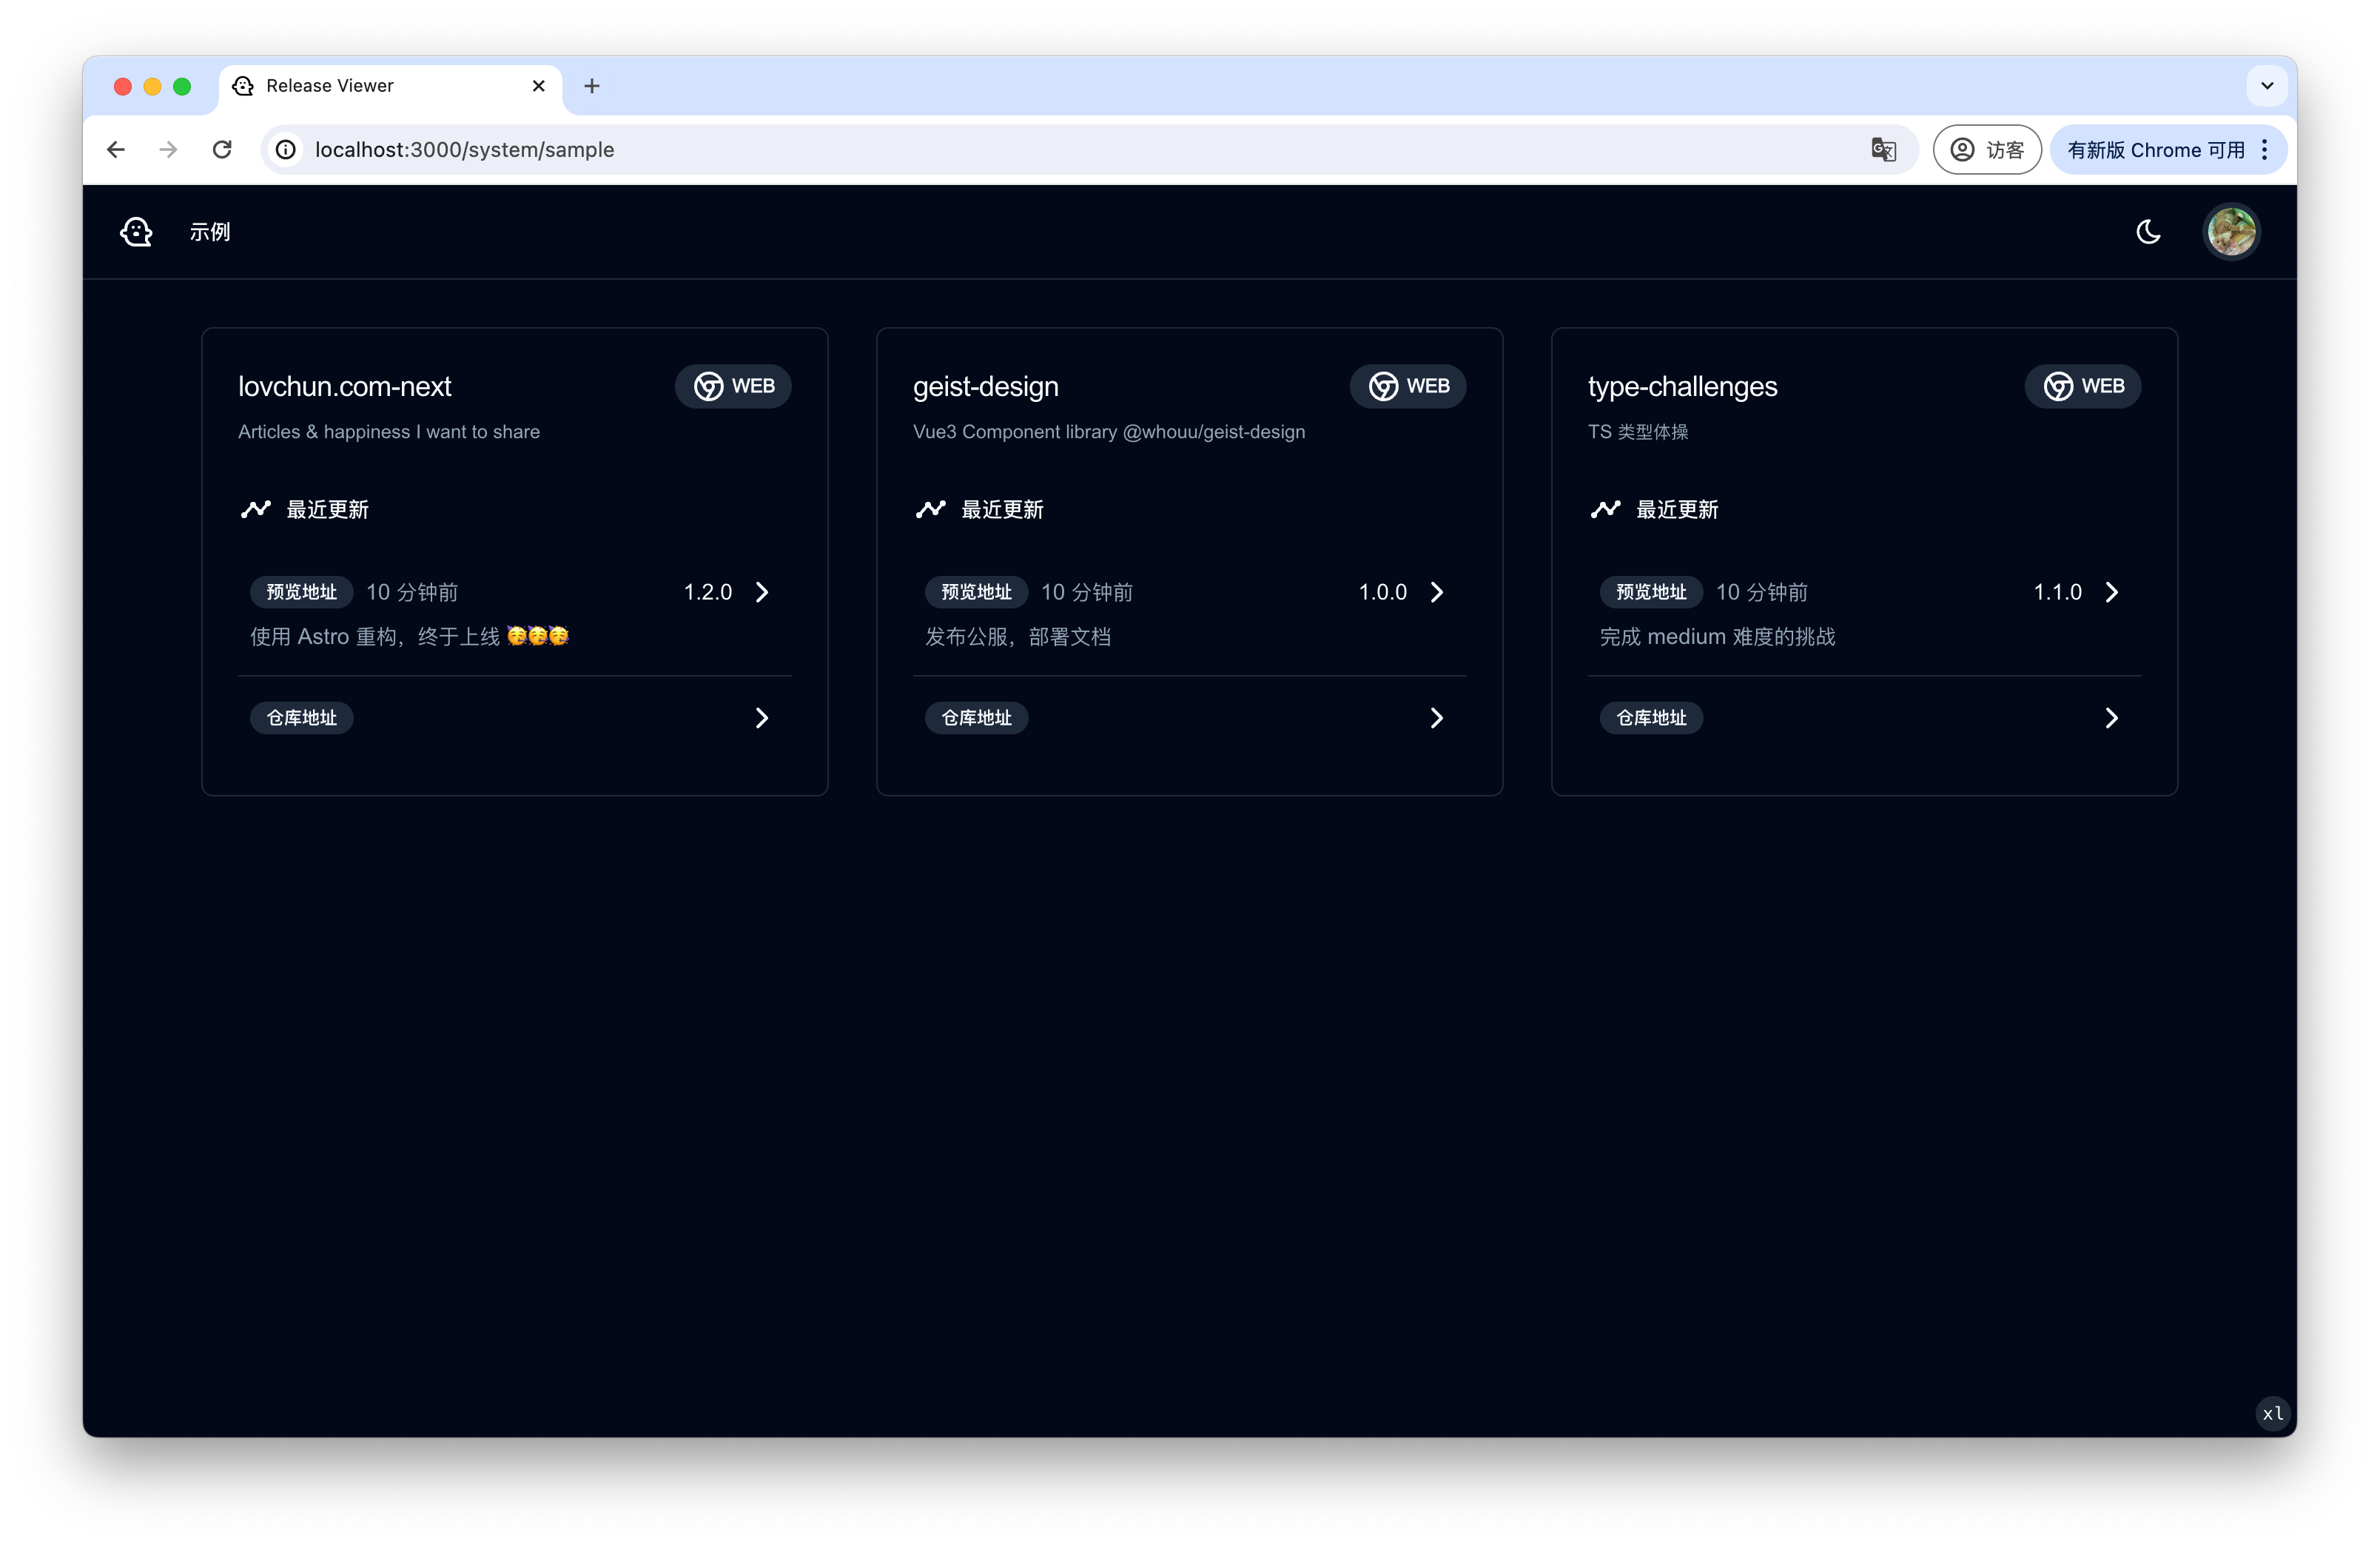 Release Viewer
localhost:3000/system/sample
访客
有新版 Chrome 可用
示例
lovchun.com-next
WEB
Articles & happiness I want to share
最近更新
预览地址 10 分钟前 1.2.0
使用 Astro 重构，终于上线 🥳🥳🥳
仓库地址
geist-design
WEB
Vue3 Component library @whouu/geist-design
最近更新
预览地址 10 分钟前 1.0.0
发布公服，部署文档
仓库地址
type-challenges
WEB
TS 类型体操
最近更新
预览地址 10 分钟前 1.1.0
完成 medium 难度的挑战
仓库地址
xl